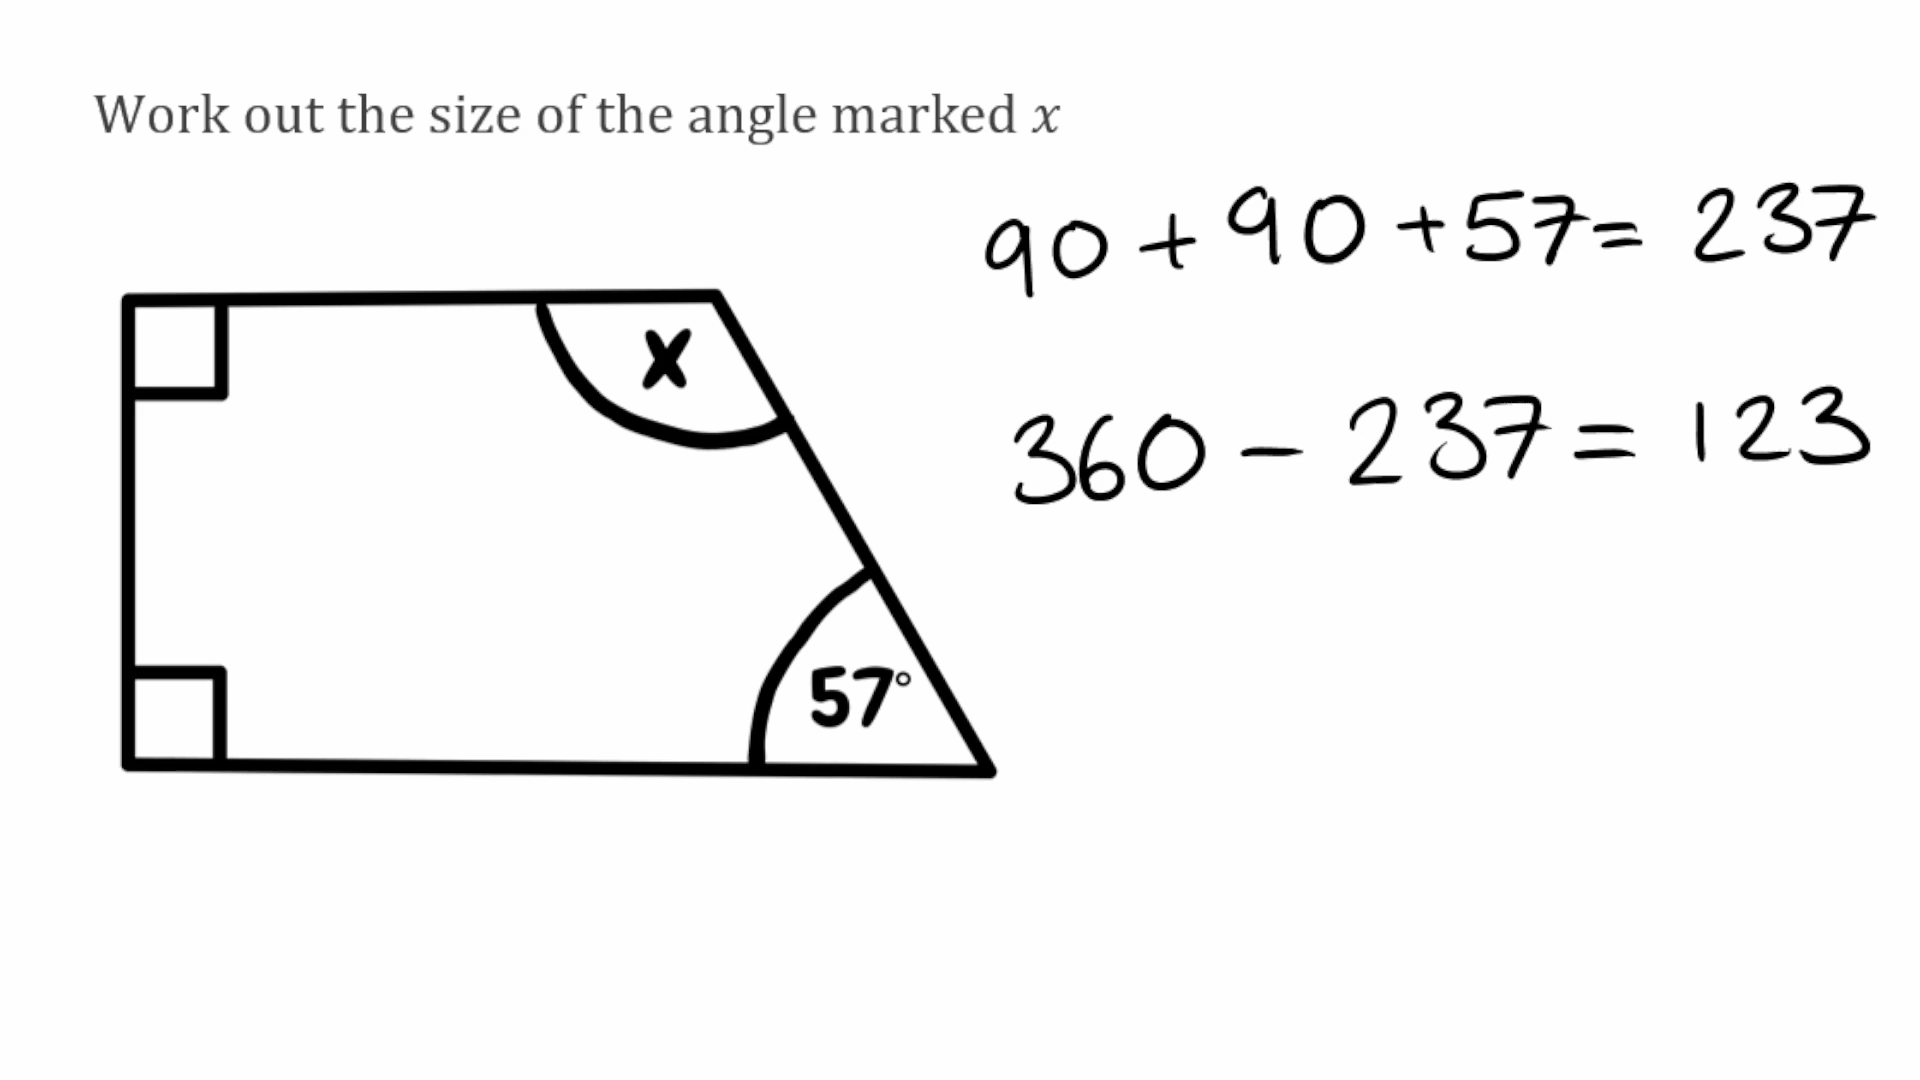 Work out the size of the angle marked x
90 + 90 + 57 = 237
x
360 - 237 = 123
57°